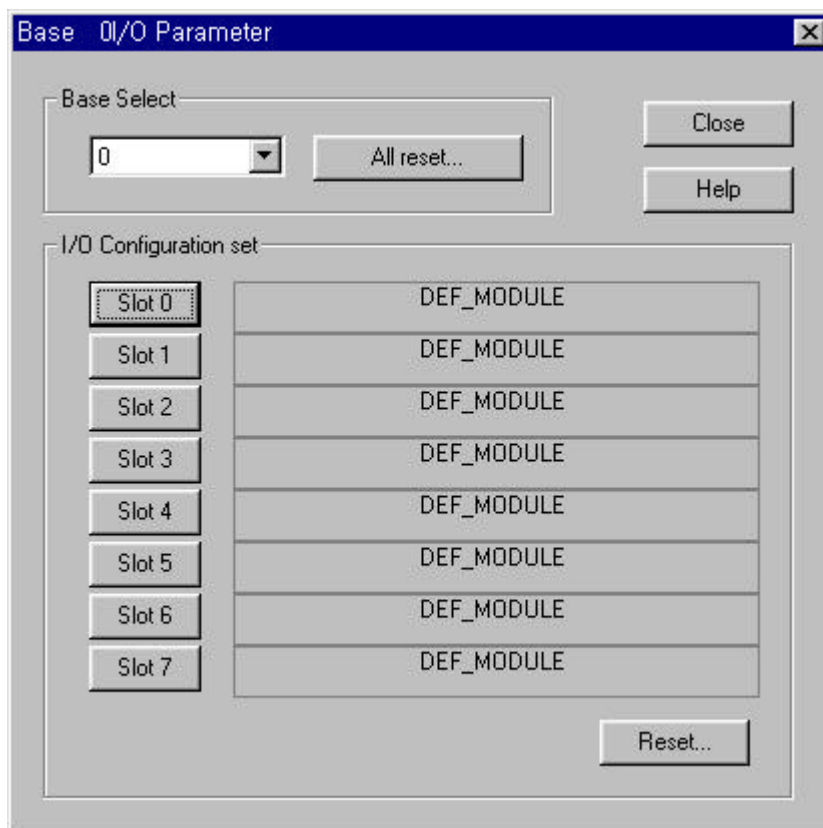 Base 0I/O Parameter
Base Select
0
All reset...
Close
Help
I/O Configuration set
Slot 0 DEF_MODULE
Slot 1 DEF_MODULE
Slot 2 DEF_MODULE
Slot 3 DEF_MODULE
Slot 4 DEF_MODULE
Slot 5 DEF_MODULE
Slot 6 DEF_MODULE
Slot 7 DEF_MODULE
Reset...